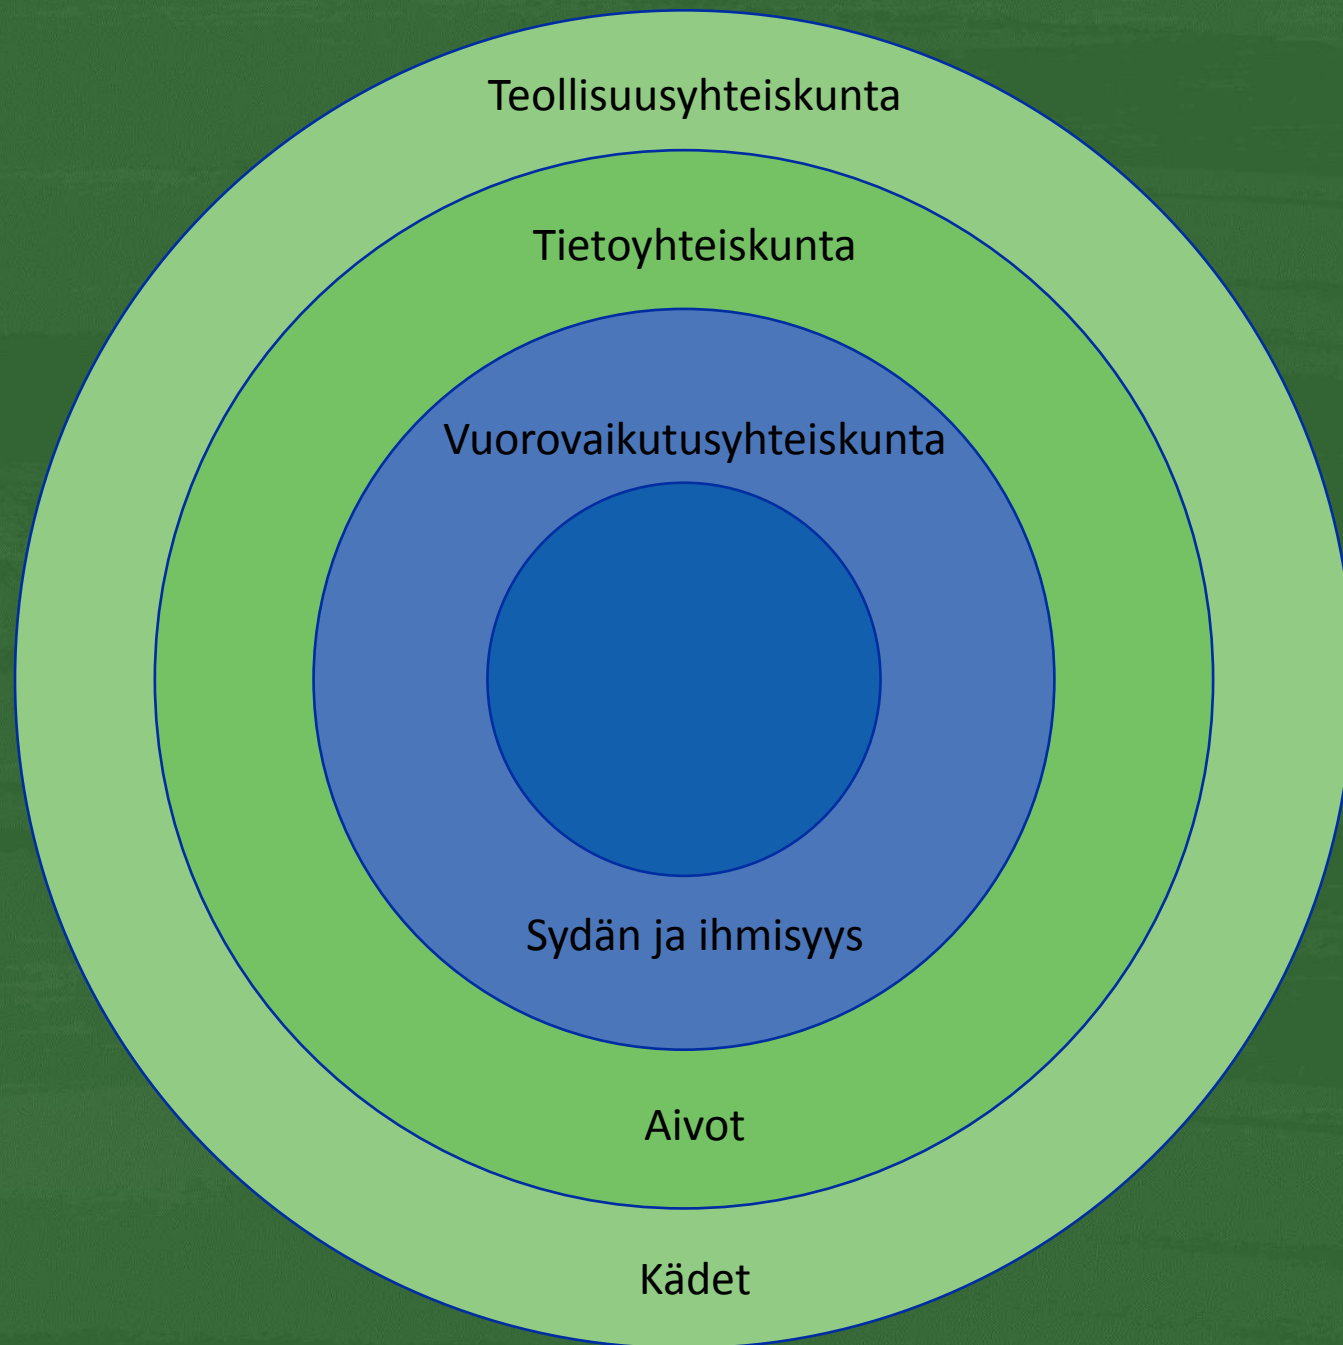 Teollisuusyhteiskunta
Tietoyhteiskunta
Vuorovaikutusyhteiskunta
Sydän ja ihmisyys
Aivot
Kädet